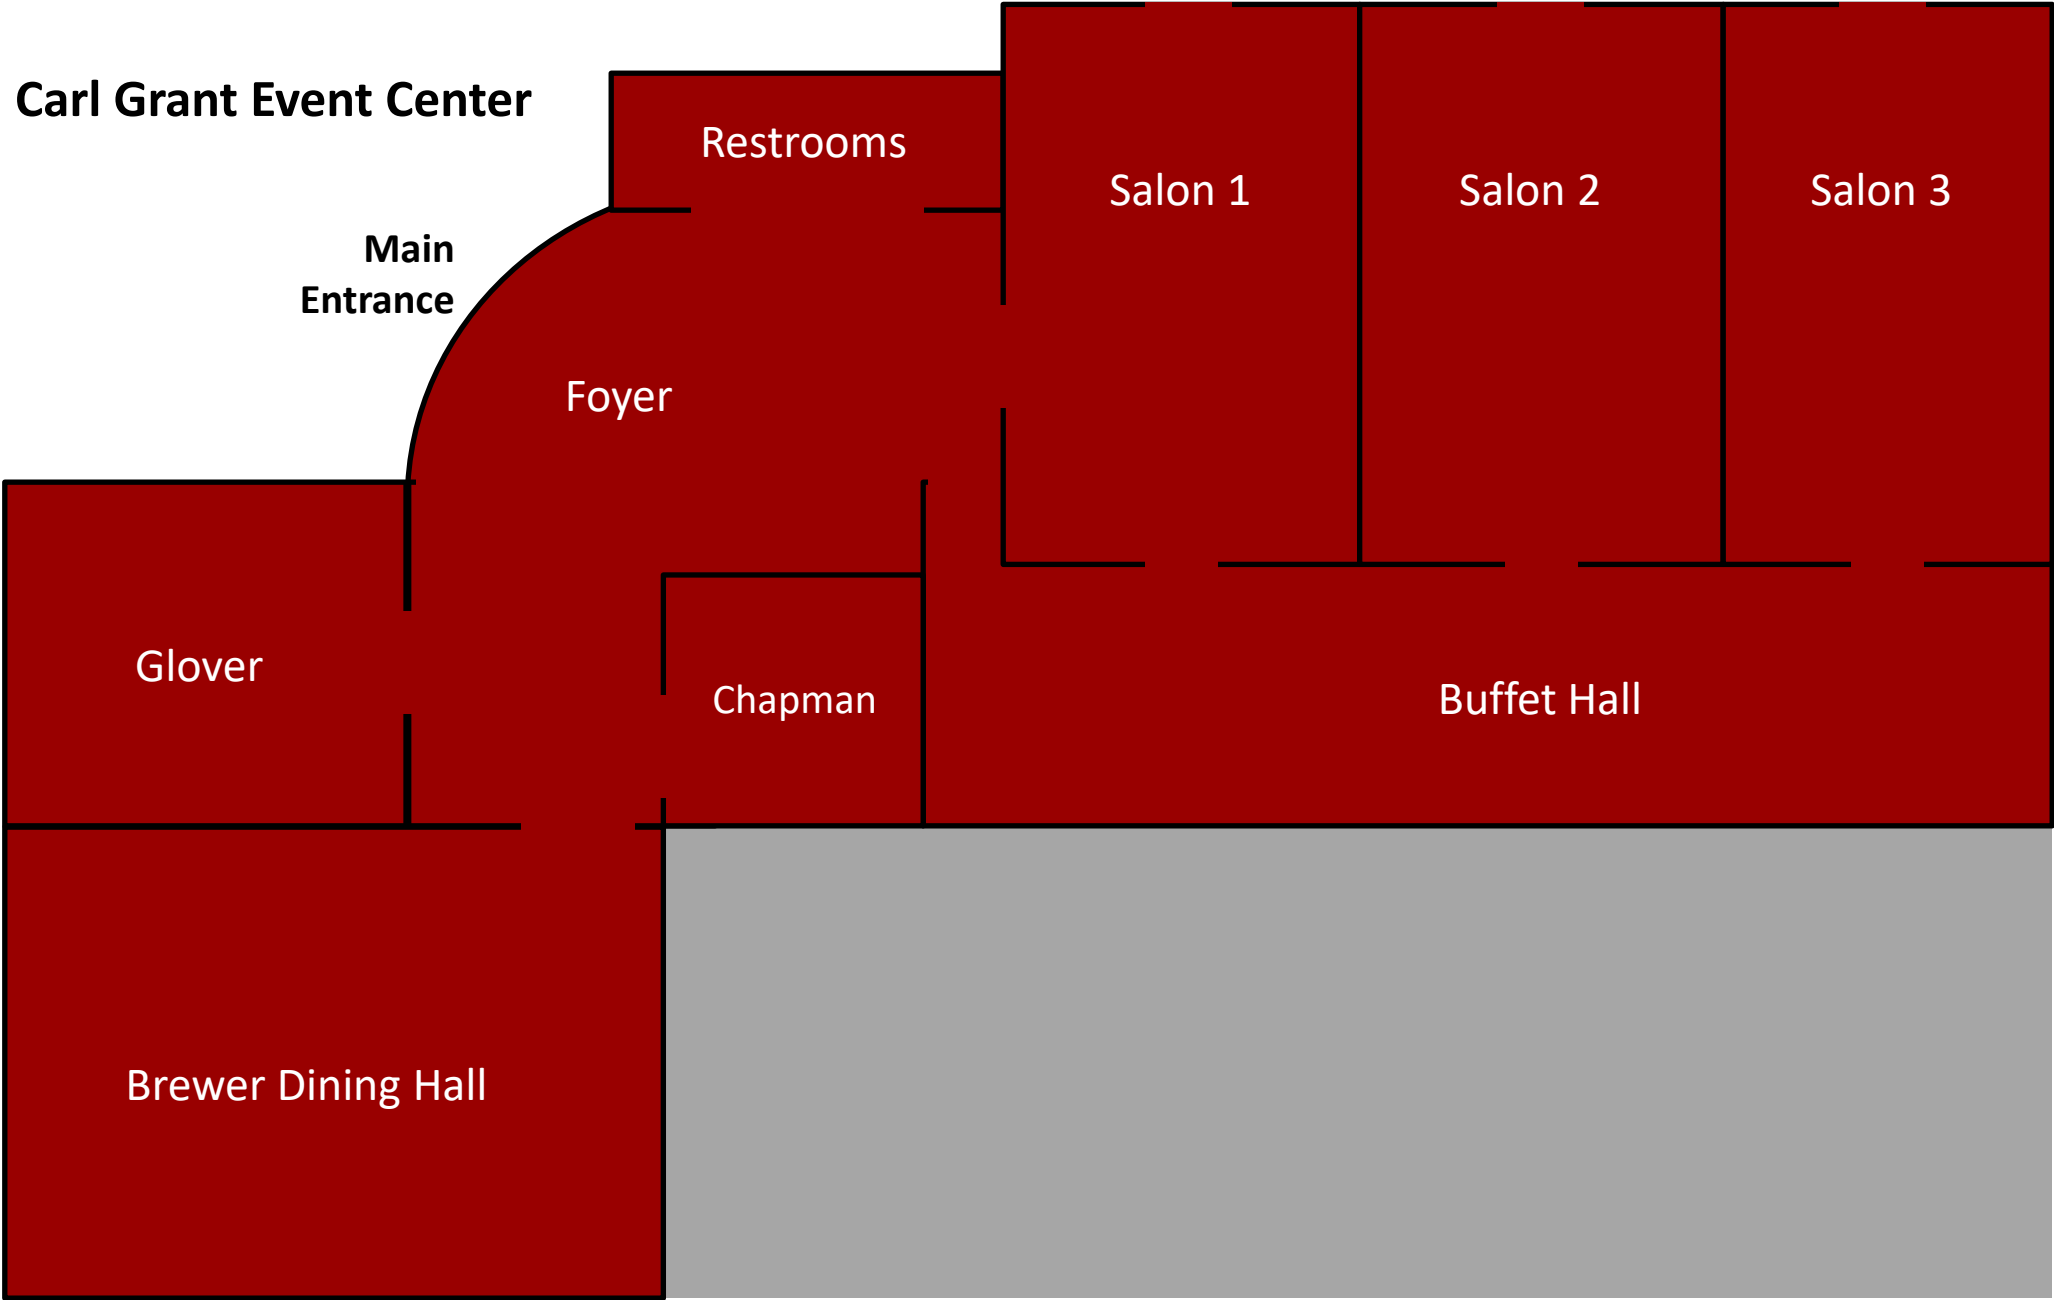 Carl Grant Event Center
Restrooms
Salon 1
Salon 2
Salon 3
Main
Entrance
Foyer
Glover
Chapman
Buffet Hall
Brewer Dining Hall